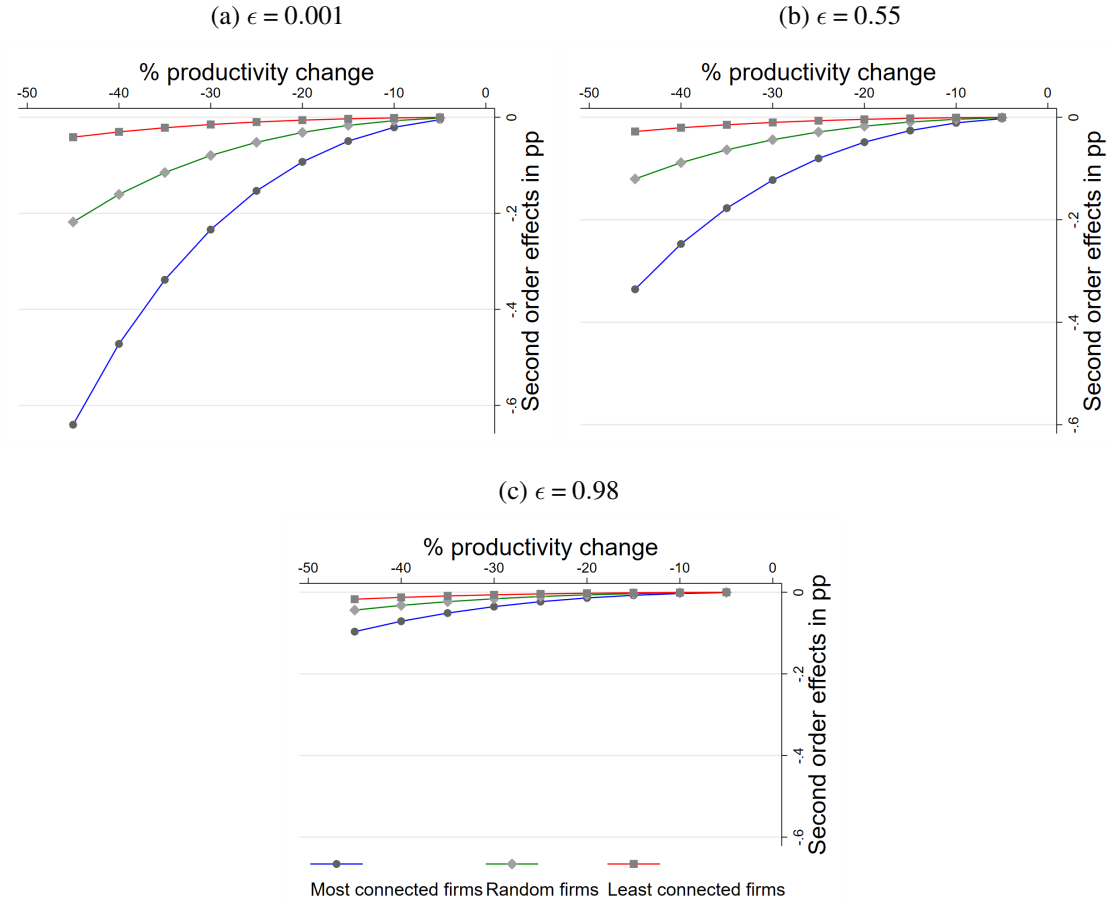 (a) ϵ = 0.001
% productivity change
-50 -40 -30 -20 -10 0
0
-.2
-.4
-.6
Second order effects in pp
(b) ϵ = 0.55
% productivity change
-50 -40 -30 -20 -10 0
0
-.2
-.4
-.6
Second order effects in pp
(c) ϵ = 0.98
% productivity change
-50 -40 -30 -20 -10 0
0
-.2
-.4
-.6
Second order effects in pp
Most connected firms Random firms Least connected firms